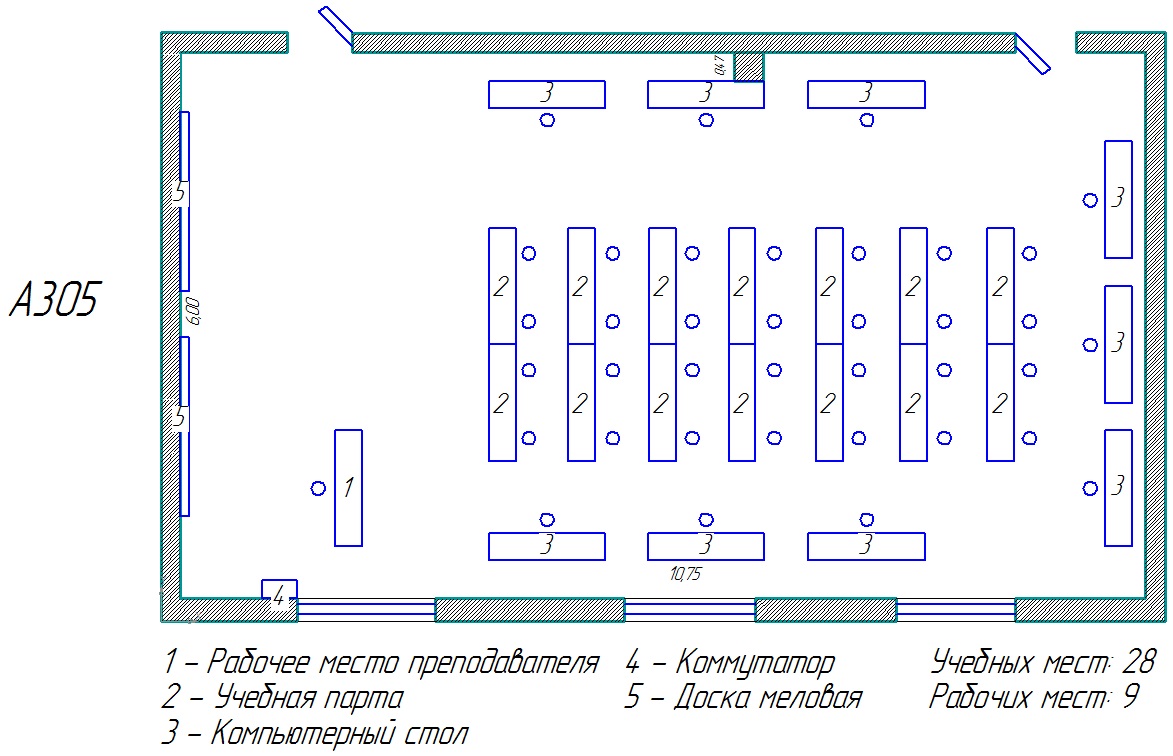 3 3 3
0,47
5
3
А305
6,00
2 2 2 2 2 2 2
3
5
2 2 2 2 2 2 2
1
3
3 3 3
10,75
4
1 – Рабочее место преподавателя 4 – Коммутатор Учебных мест: 28
2 – Учебная парта 5 – Доска меловая Рабочих мест: 9
3 – Компьютерный стол